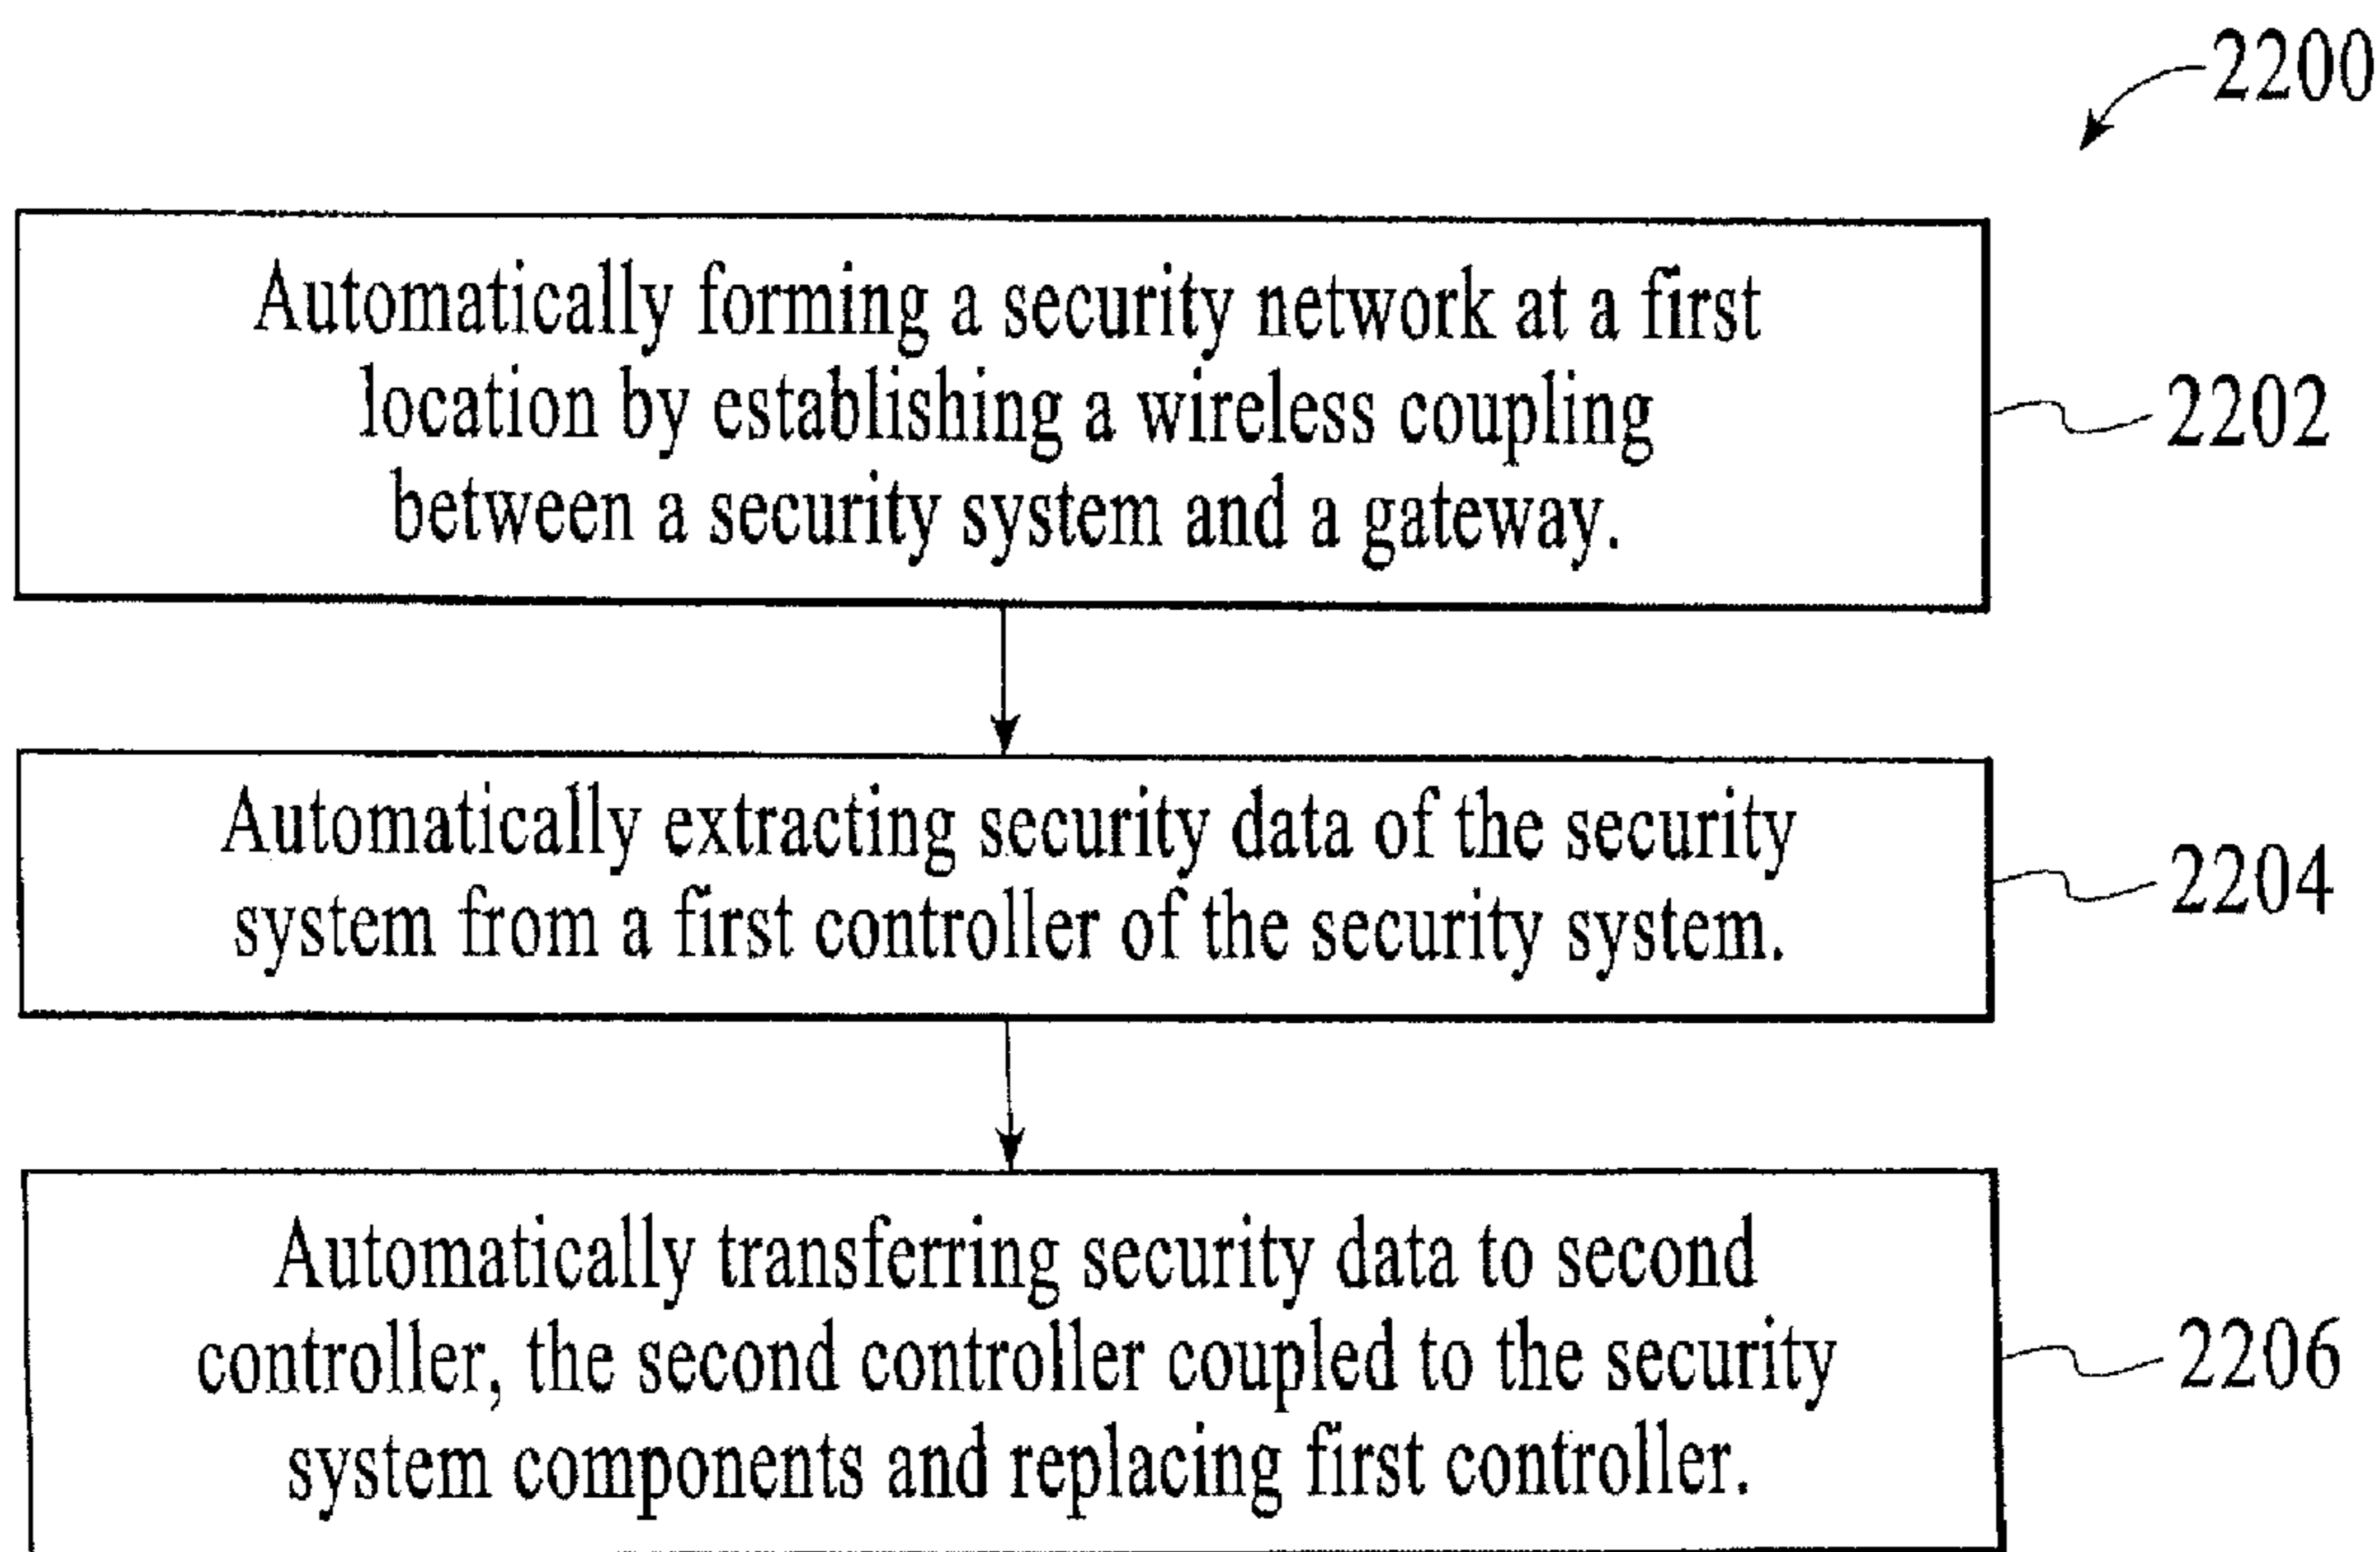 2200
Automatically forming a security network at a first
location by establishing a wireless coupling
between a security system and a gateway.
2202
Automatically extracting security data of the security
system from a first controller of the security system.
2204
Automatically transferring security data to second
controller, the second controller coupled to the security
system components and replacing first controller.
2206